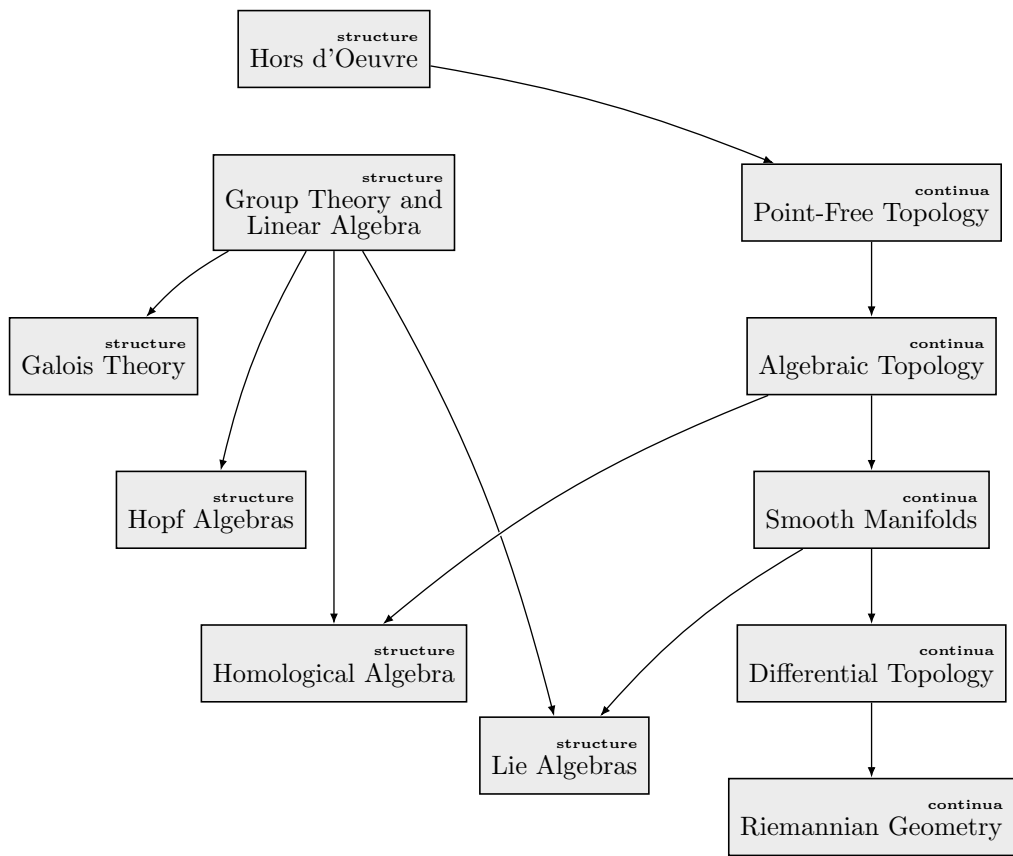 structure
Hors d'Oeuvre
structure
Group Theory and
Linear Algebra
continua
Point-Free Topology
structure
Galois Theory
continua
Algebraic Topology
structure
Hopf Algebras
continua
Smooth Manifolds
structure
Homological Algebra
continua
Differential Topology
structure
Lie Algebras
continua
Riemannian Geometry